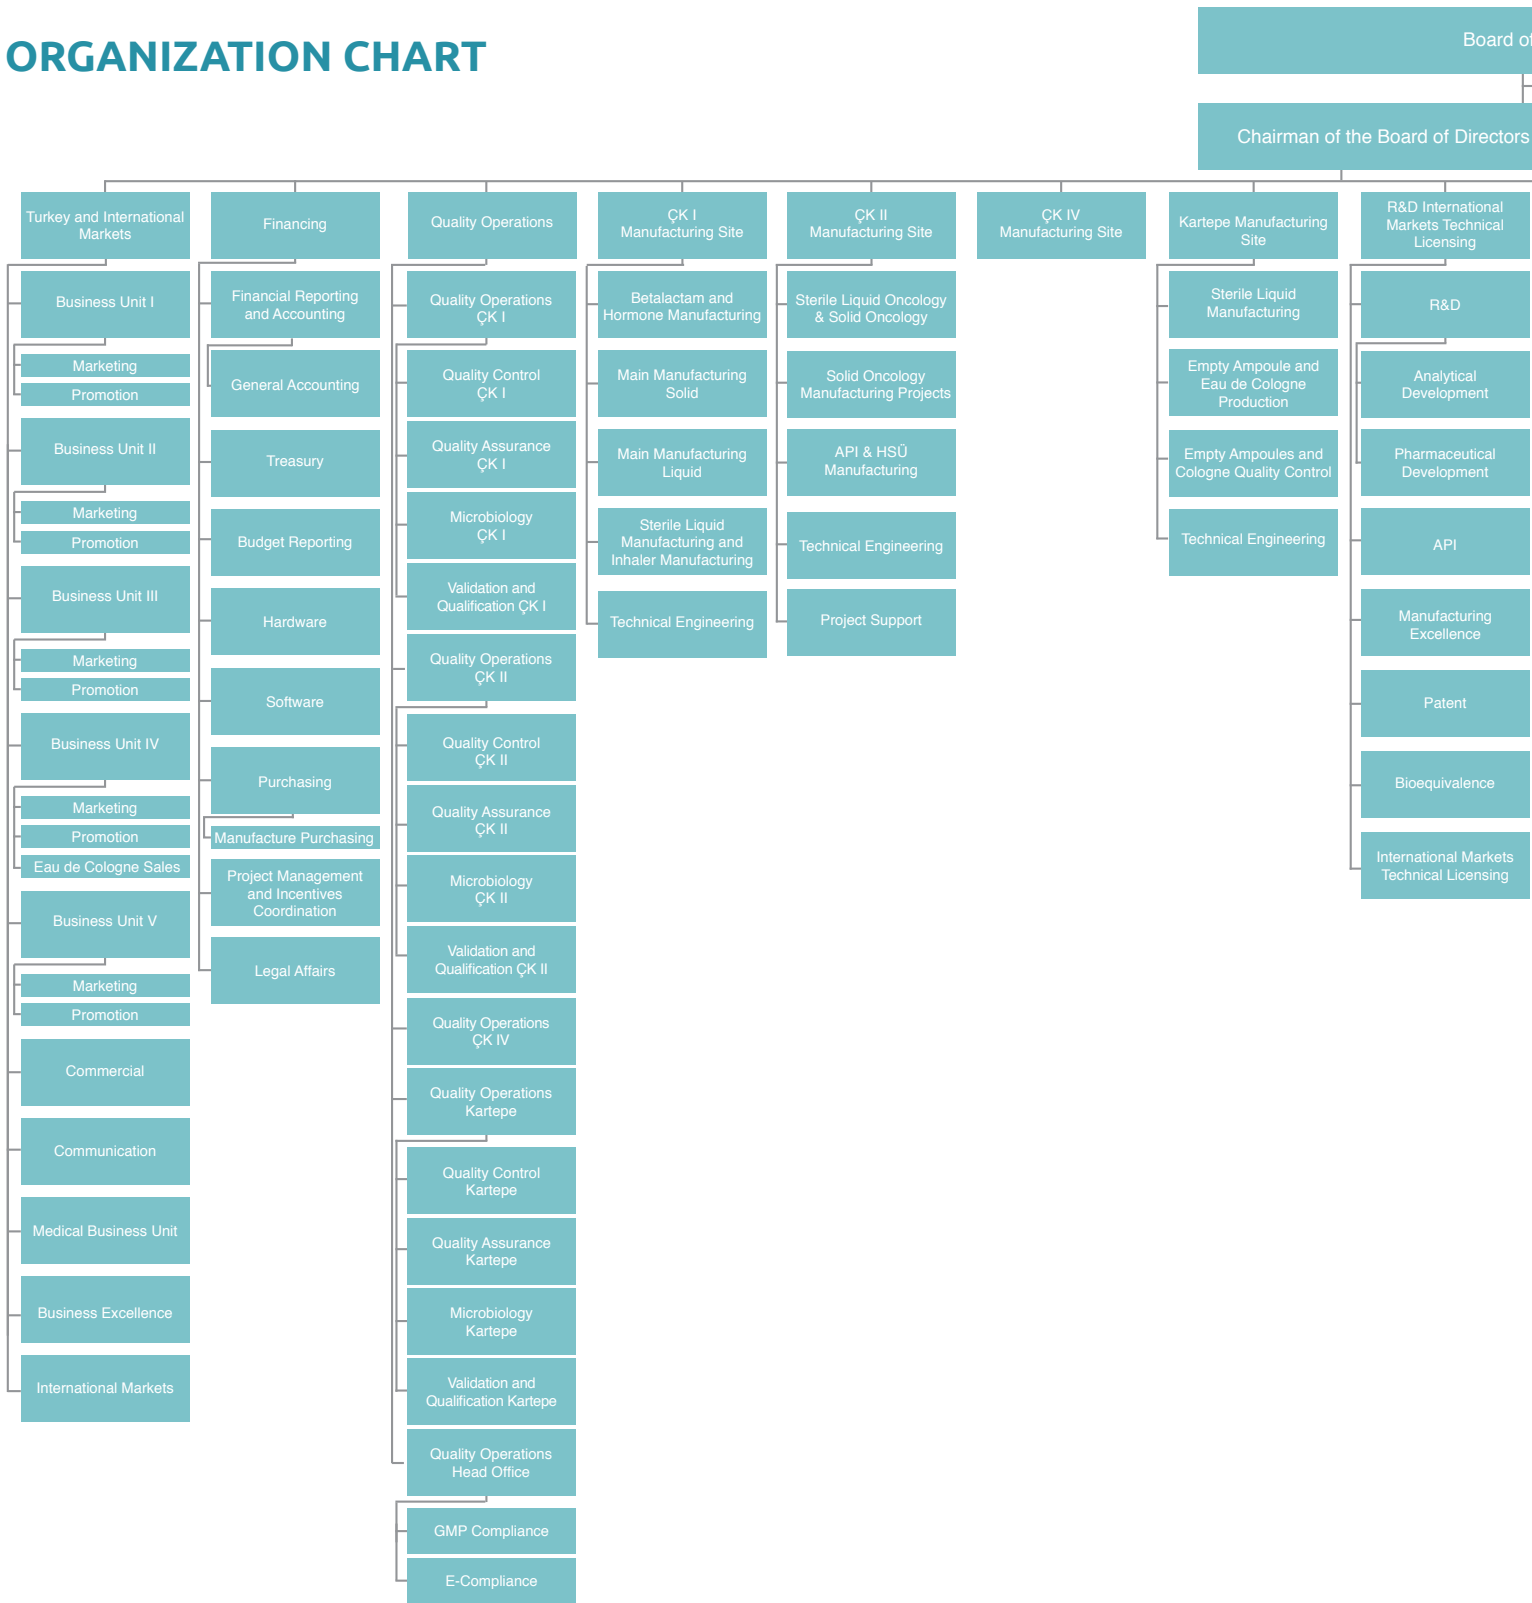 ORGANIZATION CHART
Board of
Chairman of the Board of Directors
Turkey and International
Markets
Business Unit I
Marketing
Promotion
Business Unit II
Marketing
Promotion
Business Unit III
Marketing
Promotion
Business Unit IV
Marketing
Promotion
Eau de Cologne Sales
Business Unit V
Marketing
Promotion
Commercial
Communication
Medical Business Unit
Business Excellence
International Markets
Financing
Financial Reporting
and Accounting
General Accounting
Treasury
Budget Reporting
Hardware
Software
Purchasing
Manufacture Purchasing
Project Management
and Incentives
Coordination
Legal Affairs
Quality Operations
Quality Operations
ÇK I
Quality Control
ÇK I
Quality Assurance
ÇK I
Microbiology
ÇK I
Validation and
Qualification ÇK I
Quality Operations
ÇK II
Quality Control
ÇK II
Quality Assurance
ÇK II
Microbiology
ÇK II
Validation and
Qualification ÇK II
Quality Operations
ÇK IV
Quality Operations
Kartepe
Quality Control
Kartepe
Quality Assurance
Kartepe
Microbiology
Kartepe
Validation and
Qualification Kartepe
Quality Operations
Head Office
GMP Compliance
E-Compliance
ÇK I
Manufacturing Site
Betalactam and
Hormone Manufacturing
Main Manufacturing
Solid
Main Manufacturing
Liquid
Sterile Liquid
Manufacturing and
Inhaler Manufacturing
Technical Engineering
ÇK II
Manufacturing Site
Sterile Liquid Oncology
& Solid Oncology
Solid Oncology
Manufacturing Projects
API & HSÜ
Manufacturing
Technical Engineering
Project Support
ÇK IV
Manufacturing Site
Kartepe Manufacturing
Site
Sterile Liquid
Manufacturing
Empty Ampoule and
Eau de Cologne
Production
Empty Ampoules and
Cologne Quality Control
Technical Engineering
R&D International
Markets Technical
Licensing
R&D
Analytical
Development
Pharmaceutical
Development
API
Manufacturing
Excellence
Patent
Bioequivalence
International Markets
Technical Licensing